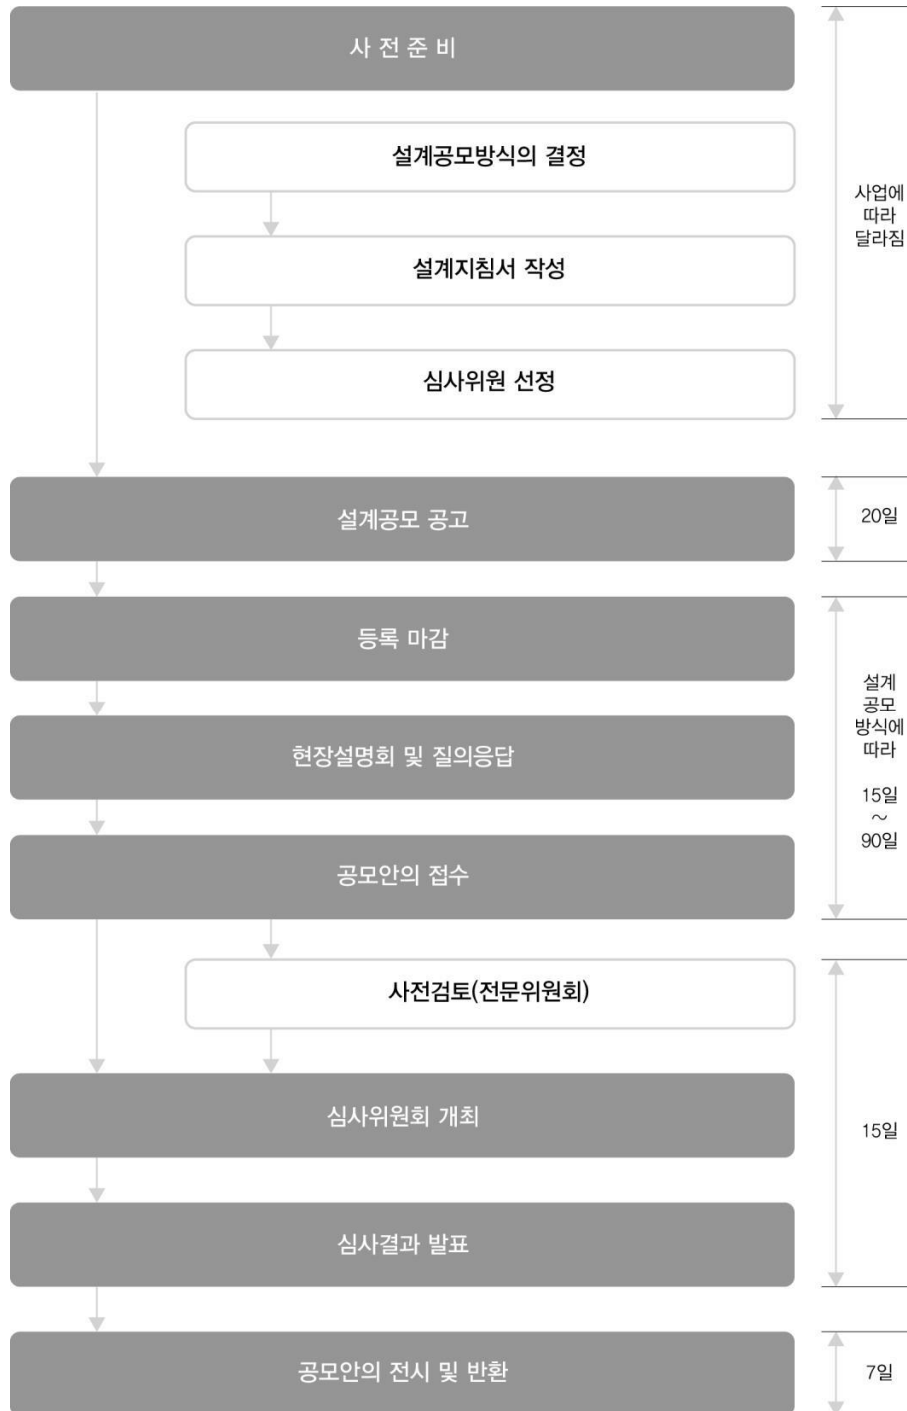 사 전 준 비
설계공모방식의 결정
설계지침서 작성
심사위원 선정
사업에
따라
달라짐
설계공모 공고
20일
등록 마감
현장설명회 및 질의응답
공모안의 접수
설계
공모
방식에
따라
15일
～
90일
사전검토(전문위원회)
심사위원회 개최
심사결과 발표
15일
공모안의 전시 및 반환
7일